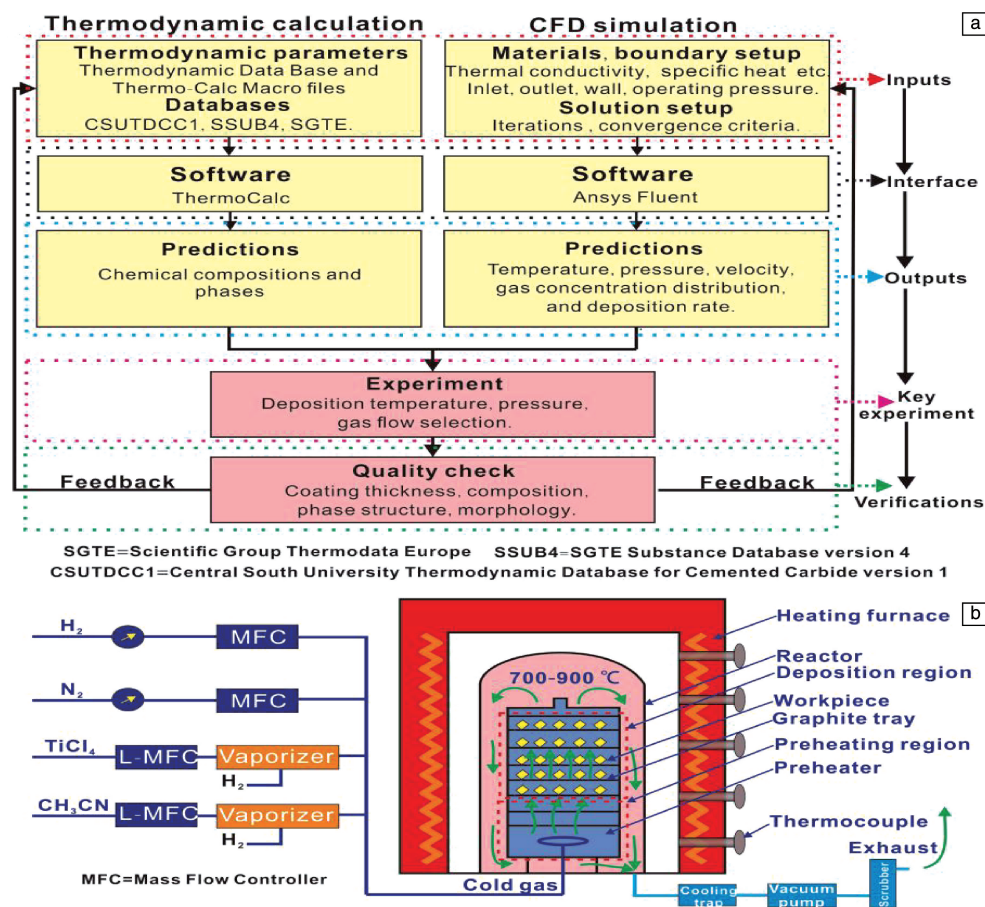 Thermodynamic calculation
CFD simulation
a
Thermodynamic parameters
Thermodynamic Data Base and
Thermo-Calc Macro files
Databases
CSUTDCC1, SSUB4, SGTE.
Materials, boundary setup
Thermal conductivity, specific heat etc.
Inlet, outlet, wall, operating pressure.
Solution setup
Iterations , convergence criteria.
Inputs
Software
ThermoCalc
Software
Ansys Fluent
Interface
Predictions
Chemical compositions and
phases
Predictions
Temperature, pressure, velocity,
gas concentration distribution,
and deposition rate.
Outputs
Experiment
Deposition temperature, pressure,
gas flow selection.
Key
experiment
Feedback
Quality check
Coating thickness, composition,
phase structure, morphology.
Feedback
Verifications
SGTE=Scientific Group Thermodata Europe SSUB4=SGTE Substance Database version 4
CSUTDCC1=Central South University Thermodynamic Database for Cemented Carbide version 1
b
H₂
MFC
N₂
MFC
TiCl₄
L-MFC
Vaporizer
H₂
CH₃CN
L-MFC
Vaporizer
H₂
MFC=Mass Flow Controller
700-900 ℃
Cold gas
Heating furnace
Reactor
Deposition region
Workpiece
Graphite tray
Preheating region
Preheater
Thermocouple
Exhaust
Cooling
trap
Vacuum
pump
Scrubber